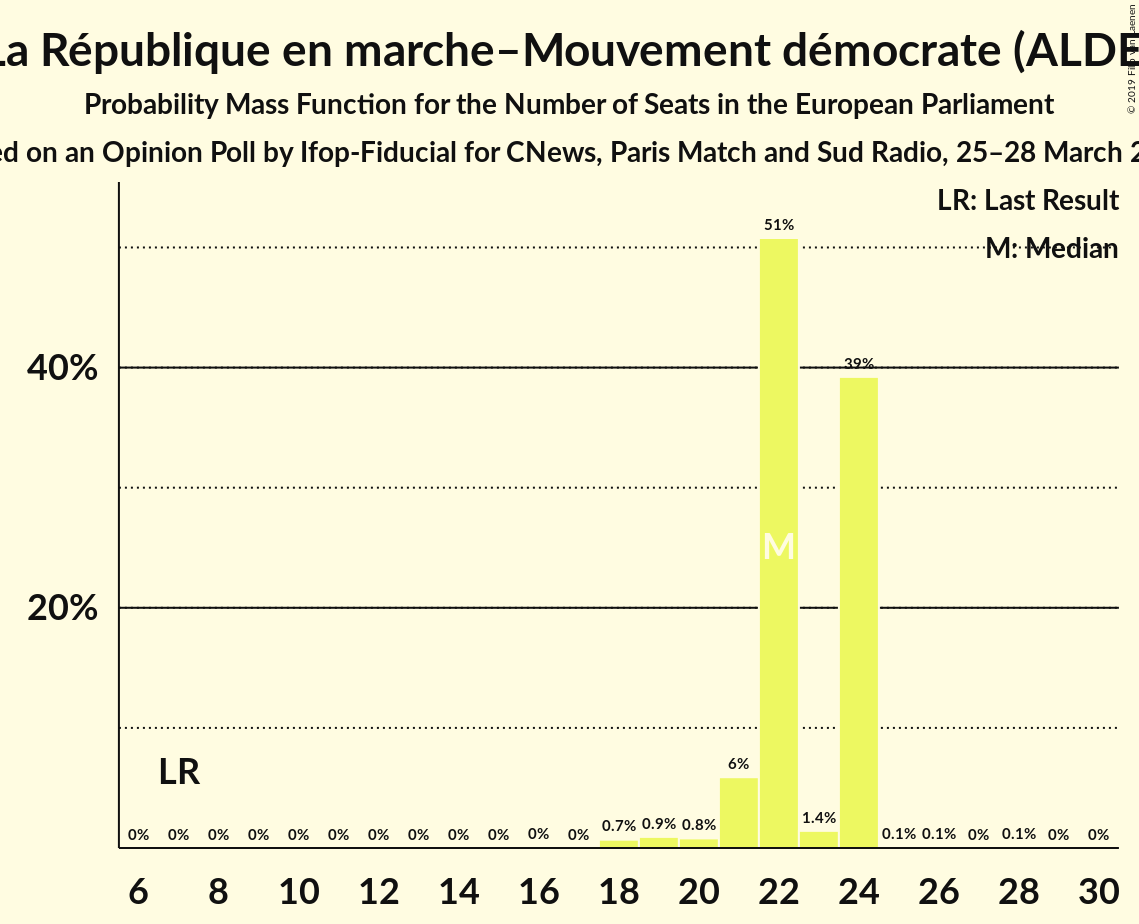 La République en marche–Mouvement démocrate (ALDE
Probability Mass Function for the Number of Seats in the European Parliament
ed on an Opinion Poll by Ifop-Fiducial for CNews, Paris Match and Sud Radio, 25–28 March 2
© 2019
LR: Last Result
M: Median
51%
40%
39%
M
20%
LR
6%
0% 0% 0% 0% 0% 0% 0% 0% 0% 0% 0% 0% 0.7% 0.9% 0.8% 1.4% 0.1% 0.1% 0% 0.1% 0% 0%
6 8 10 12 14 16 18 20 22 24 26 28 30